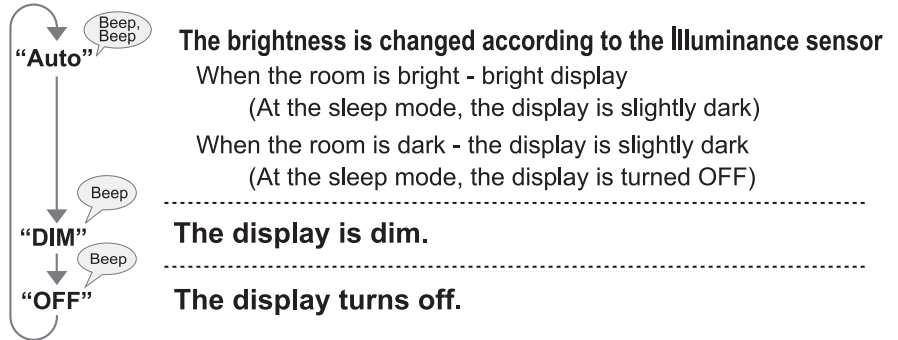 Beep,
Beep
“Auto”
The brightness is changed according to the Illuminance sensor
When the room is bright - bright display
(At the sleep mode, the display is slightly dark)
When the room is dark - the display is slightly dark
(At the sleep mode, the display is turned OFF)
Beep
“DIM”
The display is dim.
Beep
“OFF”
The display turns off.